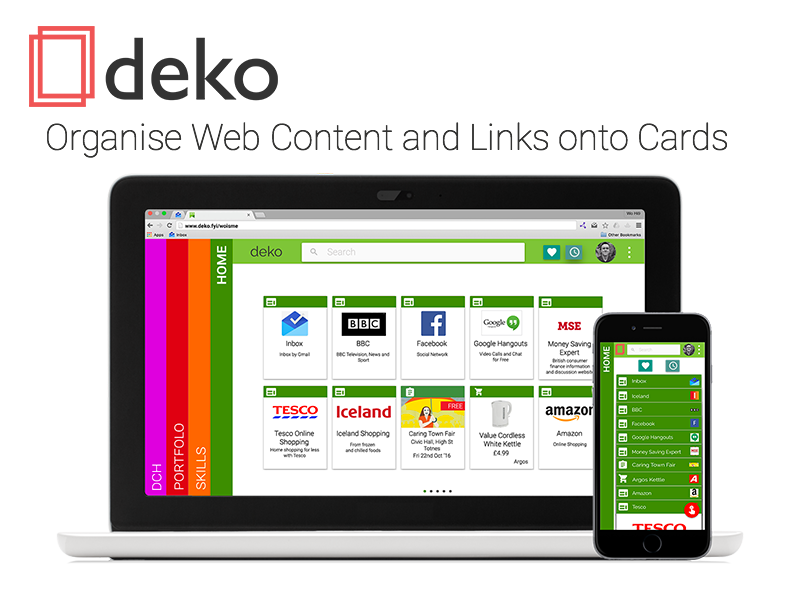 deko
Organise Web Content and Links onto Cards
Wu Hill
www.deko.fyi/woisme
Apps
Inbox
Other Bookmarks
HOME
deko
Search
DCH
PORTFOLIO
SKILLS
Inbox
Inbox by Gmail
BBC
BBC
BBC Television, News and
Sport
Facebook
Social Network
Google
Google Hangouts
Video Calls and Chat
for Free
MSE
Money Saving
Expert
British consumer
finance information
and discussion website
TESCO
Tesco Online
Shopping
Home shopping for less
with Tesco
Iceland
Iceland Shopping
From frozen
and chilled foods
FREE
Caring Town Fair
Civic Hall, High St
Totnes
Fri 22nd Oct '16
Value Cordless
White Kettle
£4.99
Argos
amazon
Amazon
Online Shopping
HOME
Search
Inbox
Iceland
BBC
Facebook
Google Hangouts
Money Saving Expert
MSE
Caring Town Fair
Argos Kettle
Amazon
Tesco
TESCO